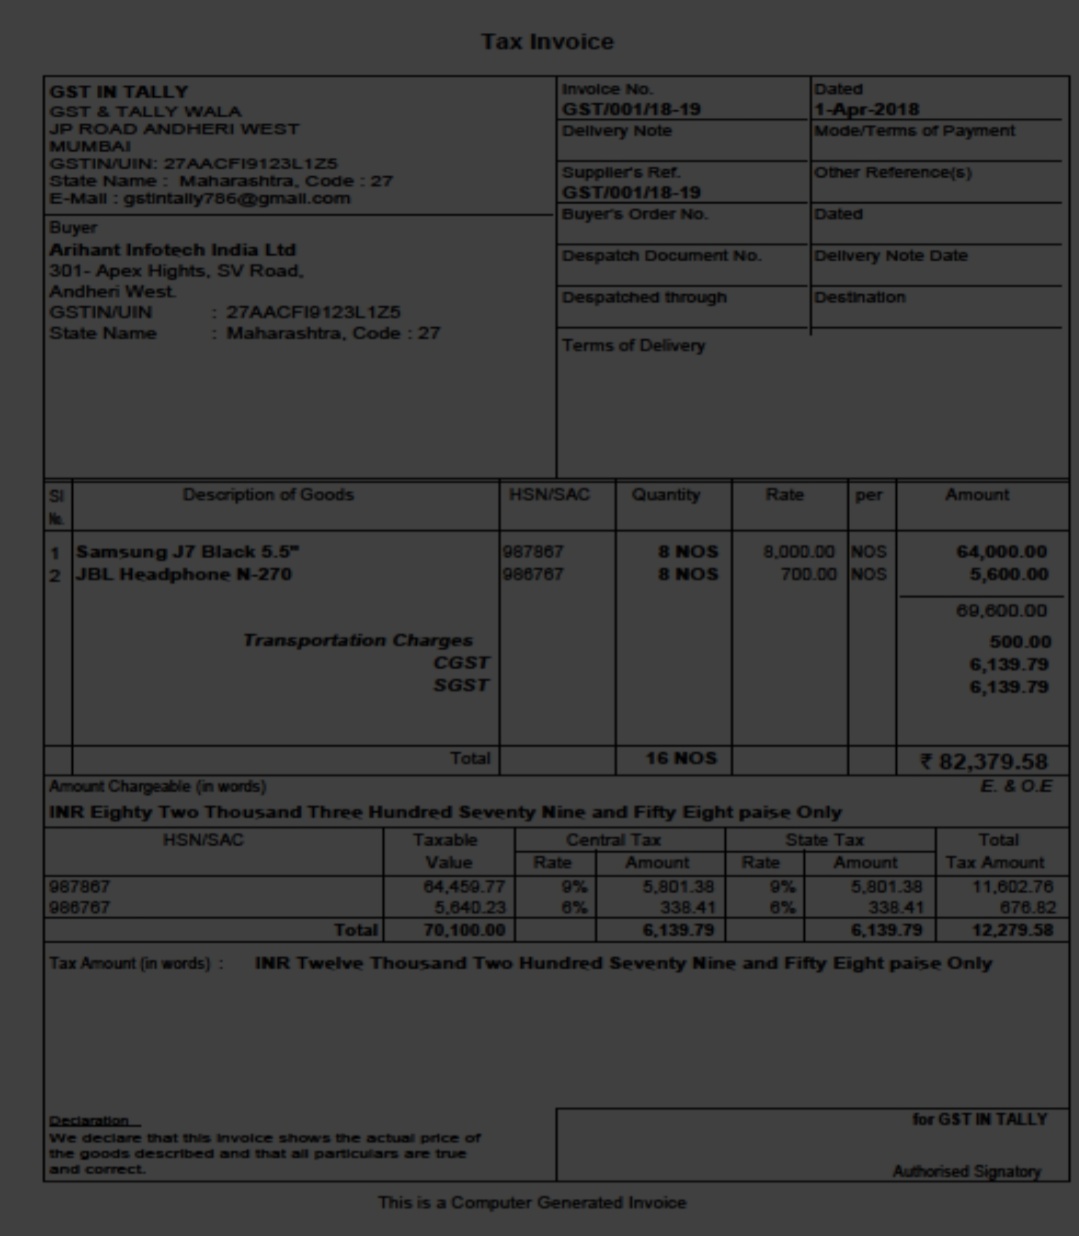 Tax Invoice
GST IN TALLY
GST & TALLY WALA
JP ROAD ANDHERI WEST
MUMBAI
GSTIN/UIN: 27AACFI9123L1Z5
State Name : Maharashtra, Code : 27
E-Mail : gstintally786@gmail.com
Buyer
Arihant Infotech India Ltd
301- Apex Hights, SV Road,
Andheri West.
GSTIN/UIN : 27AACFI9123L1Z5
State Name : Maharashtra, Code : 27
Invoice No. Dated
GST/001/18-19 1-Apr-2018
Delivery Note Mode/Terms of Payment
Supplier's Ref. Other Reference(s)
GST/001/18-19
Buyer's Order No. Dated
Despatch Document No. Delivery Note Date
Despatched through Destination
Terms of Delivery
Sl Description of Goods HSN/SAC Quantity Rate per Amount
No.
1 Samsung J7 Black 5.5" 987867 8 NOS 8,000.00 NOS 64,000.00
2 JBL Headphone N-270 986767 8 NOS 700.00 NOS 5,600.00
69,600.00
Transportation Charges 500.00
CGST 6,139.79
SGST 6,139.79
Total 16 NOS ₹ 82,379.58
Amount Chargeable (in words) E. & O.E
INR Eighty Two Thousand Three Hundred Seventy Nine and Fifty Eight paise Only
HSN/SAC Taxable Central Tax State Tax Total
Value Rate Amount Rate Amount Tax Amount
987867 64,459.77 9% 5,801.38 9% 5,801.38 11,602.76
986767 5,640.23 6% 338.41 6% 338.41 676.82
Total 70,100.00 6,139.79 6,139.79 12,279.58
Tax Amount (in words) : INR Twelve Thousand Two Hundred Seventy Nine and Fifty Eight paise Only
Declaration
We declare that this invoice shows the actual price of
the goods described and that all particulars are true
and correct.
for GST IN TALLY
Authorised Signatory
This is a Computer Generated Invoice